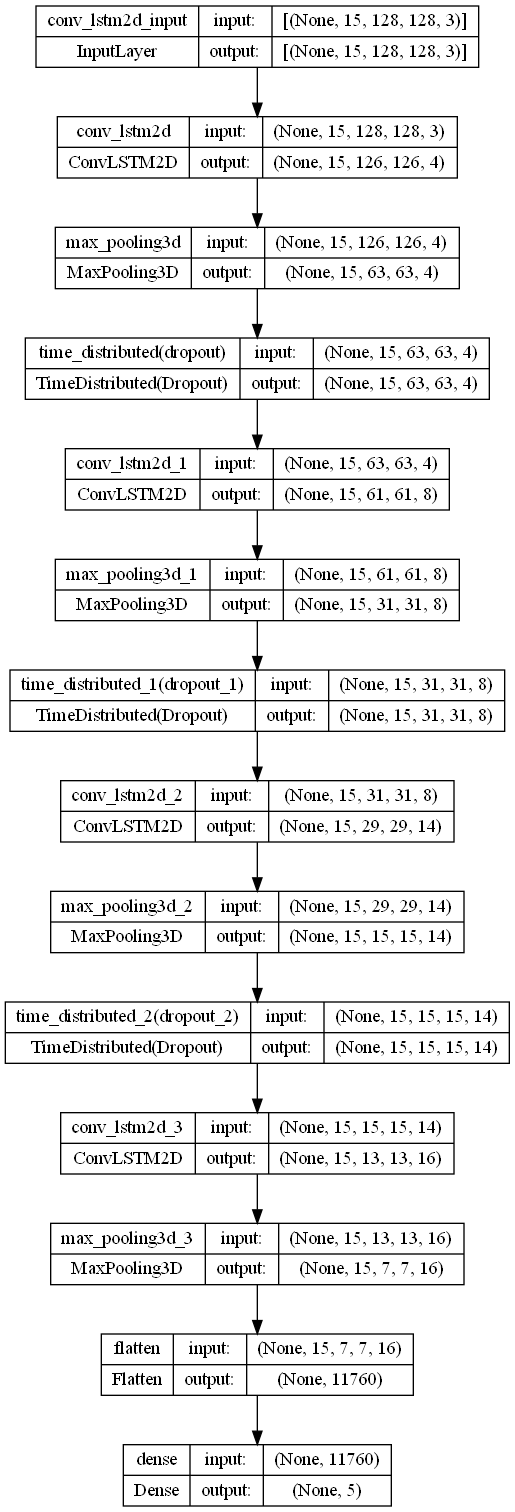 conv_lstm2d_input input: [(None, 15, 128, 128, 3)]
InputLayer output: [(None, 15, 128, 128, 3)]
conv_lstm2d input: (None, 15, 128, 128, 3)
ConvLSTM2D output: (None, 15, 126, 126, 4)
max_pooling3d input: (None, 15, 126, 126, 4)
MaxPooling3D output: (None, 15, 63, 63, 4)
time_distributed(dropout) input: (None, 15, 63, 63, 4)
TimeDistributed(Dropout) output: (None, 15, 63, 63, 4)
conv_lstm2d_1 input: (None, 15, 63, 63, 4)
ConvLSTM2D output: (None, 15, 61, 61, 8)
max_pooling3d_1 input: (None, 15, 61, 61, 8)
MaxPooling3D output: (None, 15, 31, 31, 8)
time_distributed_1(dropout_1) input: (None, 15, 31, 31, 8)
TimeDistributed(Dropout) output: (None, 15, 31, 31, 8)
conv_lstm2d_2 input: (None, 15, 31, 31, 8)
ConvLSTM2D output: (None, 15, 29, 29, 14)
max_pooling3d_2 input: (None, 15, 29, 29, 14)
MaxPooling3D output: (None, 15, 15, 15, 14)
time_distributed_2(dropout_2) input: (None, 15, 15, 15, 14)
TimeDistributed(Dropout) output: (None, 15, 15, 15, 14)
conv_lstm2d_3 input: (None, 15, 15, 15, 14)
ConvLSTM2D output: (None, 15, 13, 13, 16)
max_pooling3d_3 input: (None, 15, 13, 13, 16)
MaxPooling3D output: (None, 15, 7, 7, 16)
flatten input: (None, 15, 7, 7, 16)
Flatten output: (None, 11760)
dense input: (None, 11760)
Dense output: (None, 5)